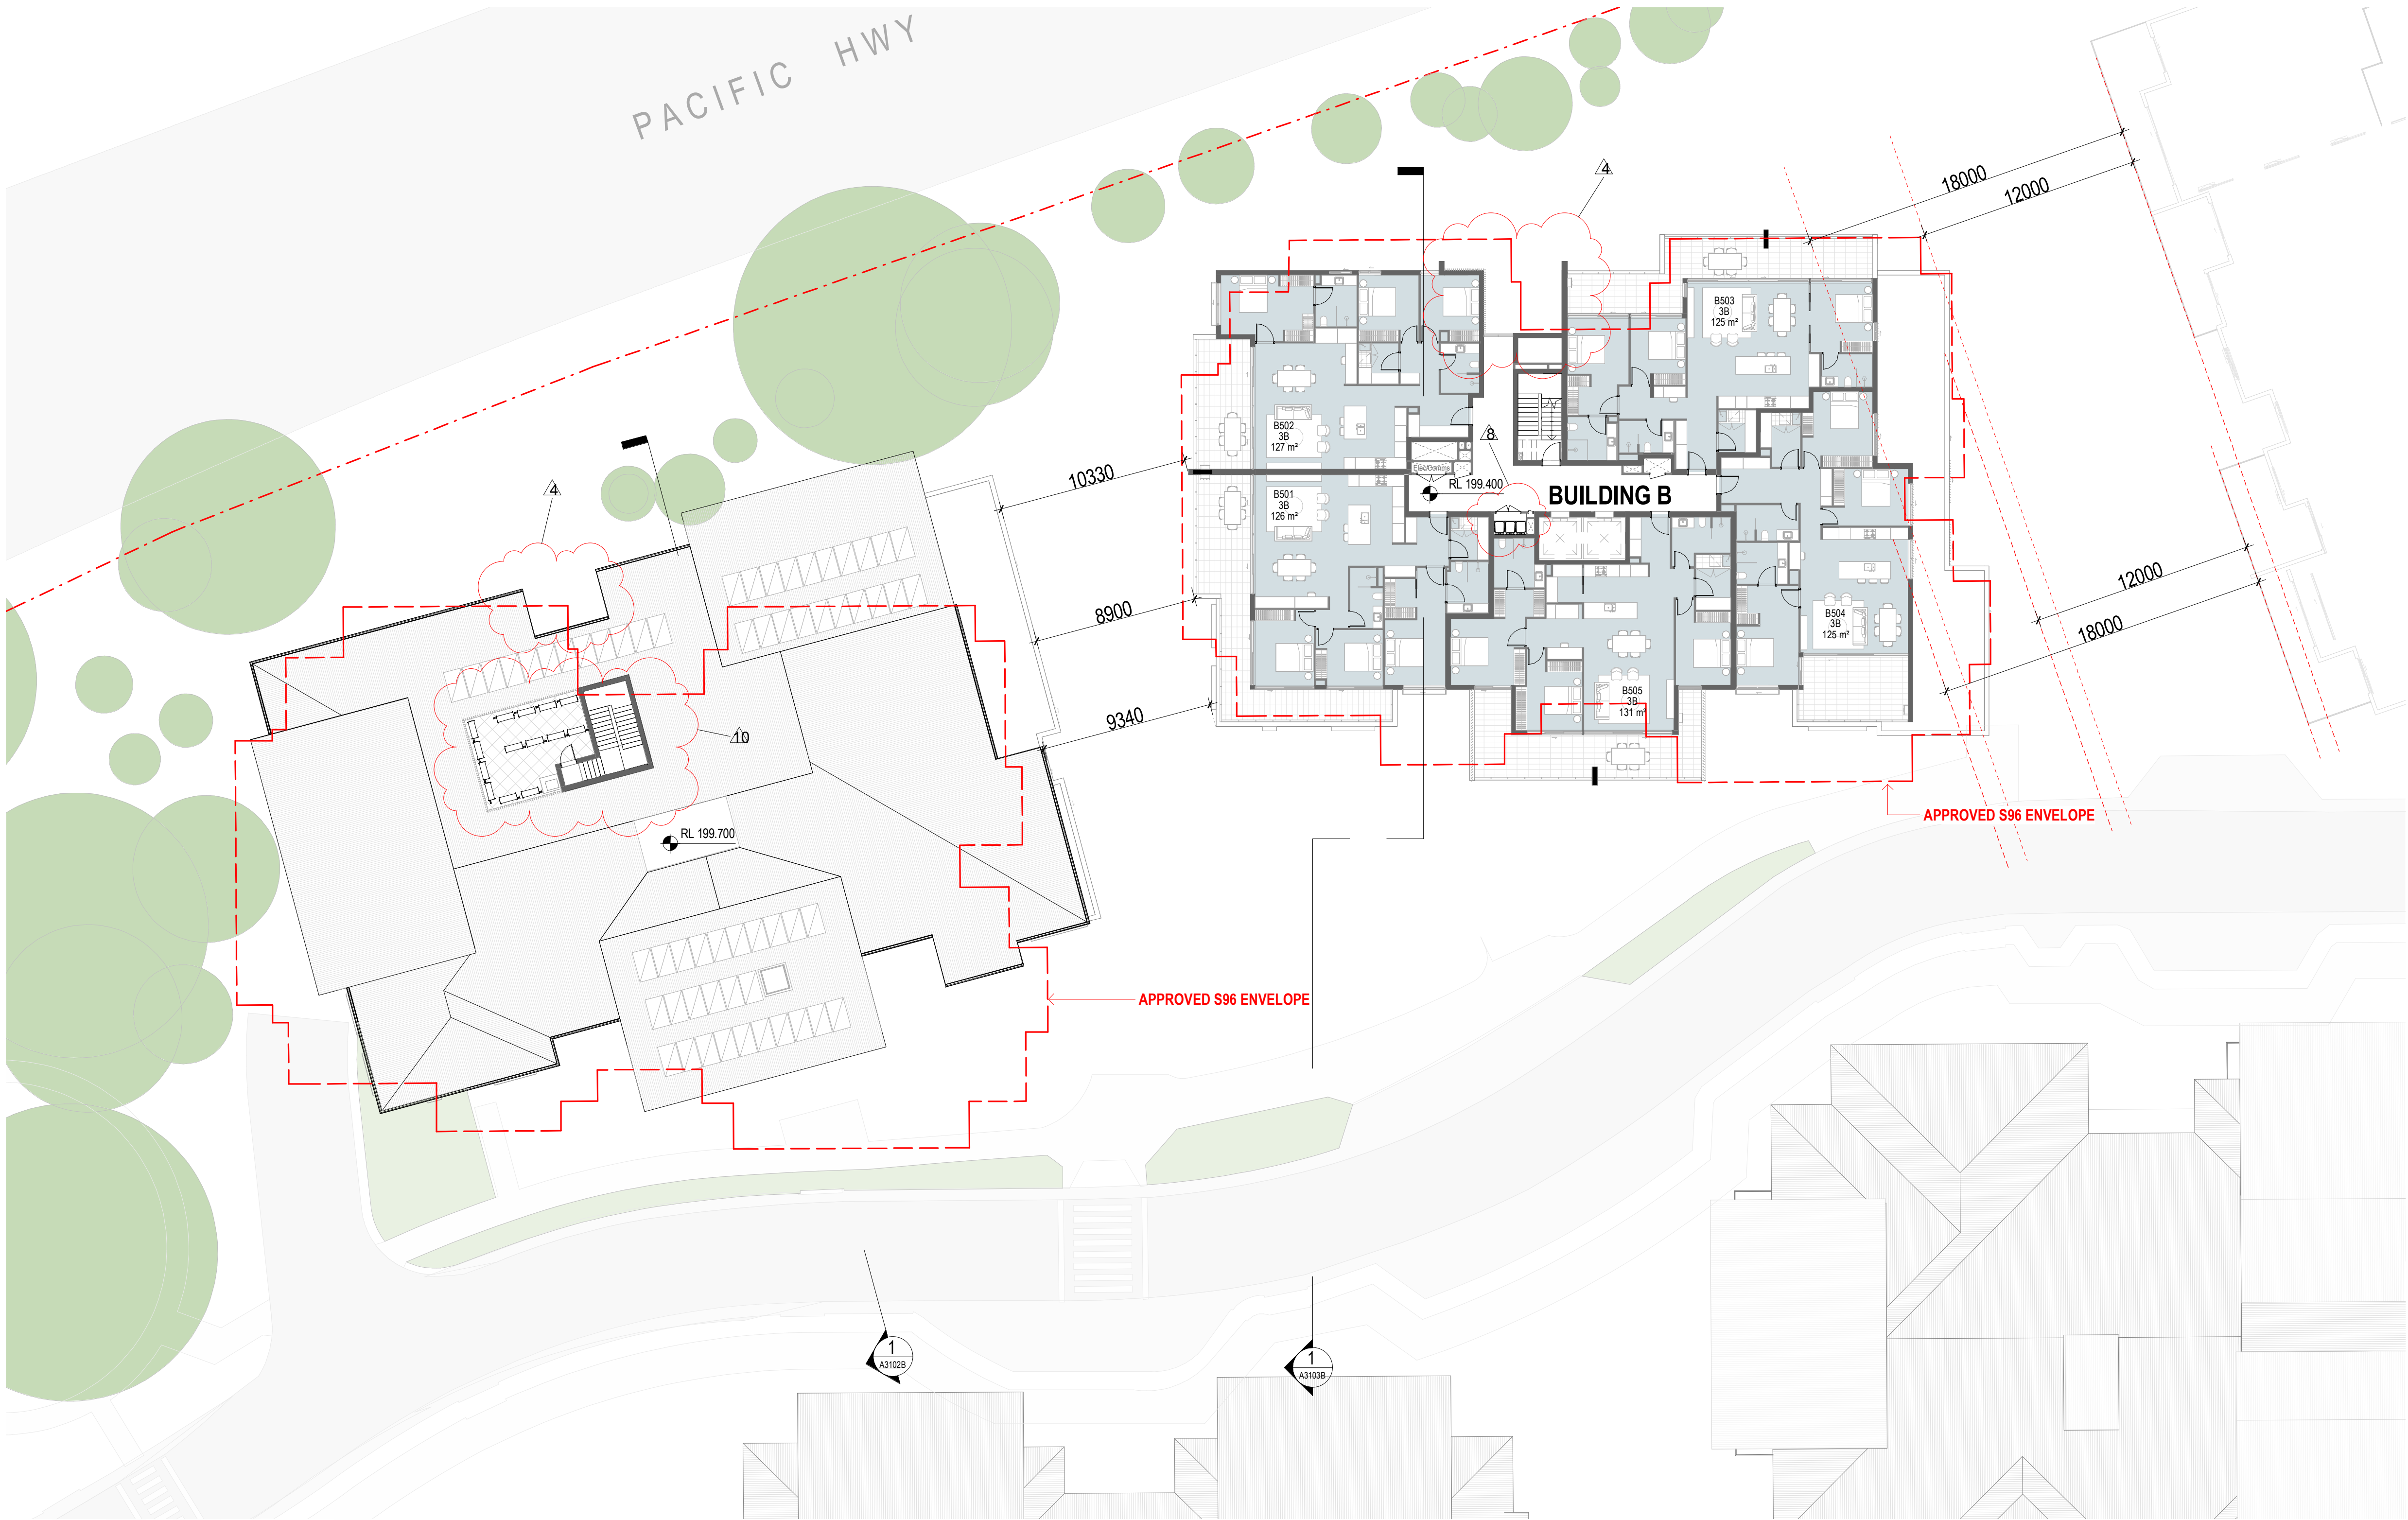 PACIFIC HWY
4
18000
12000
B503
3B
125 m²
B502
3B
127 m²
8
10330
Elec/Comms
RL 199.400
BUILDING B
4
B501
3B
126 m²
8900
12000
B504
3B
125 m²
18000
B505
3B
131 m²
9340
10
RL 199.700
APPROVED S96 ENVELOPE
APPROVED S96 ENVELOPE
1
A3102B
1
A3103B